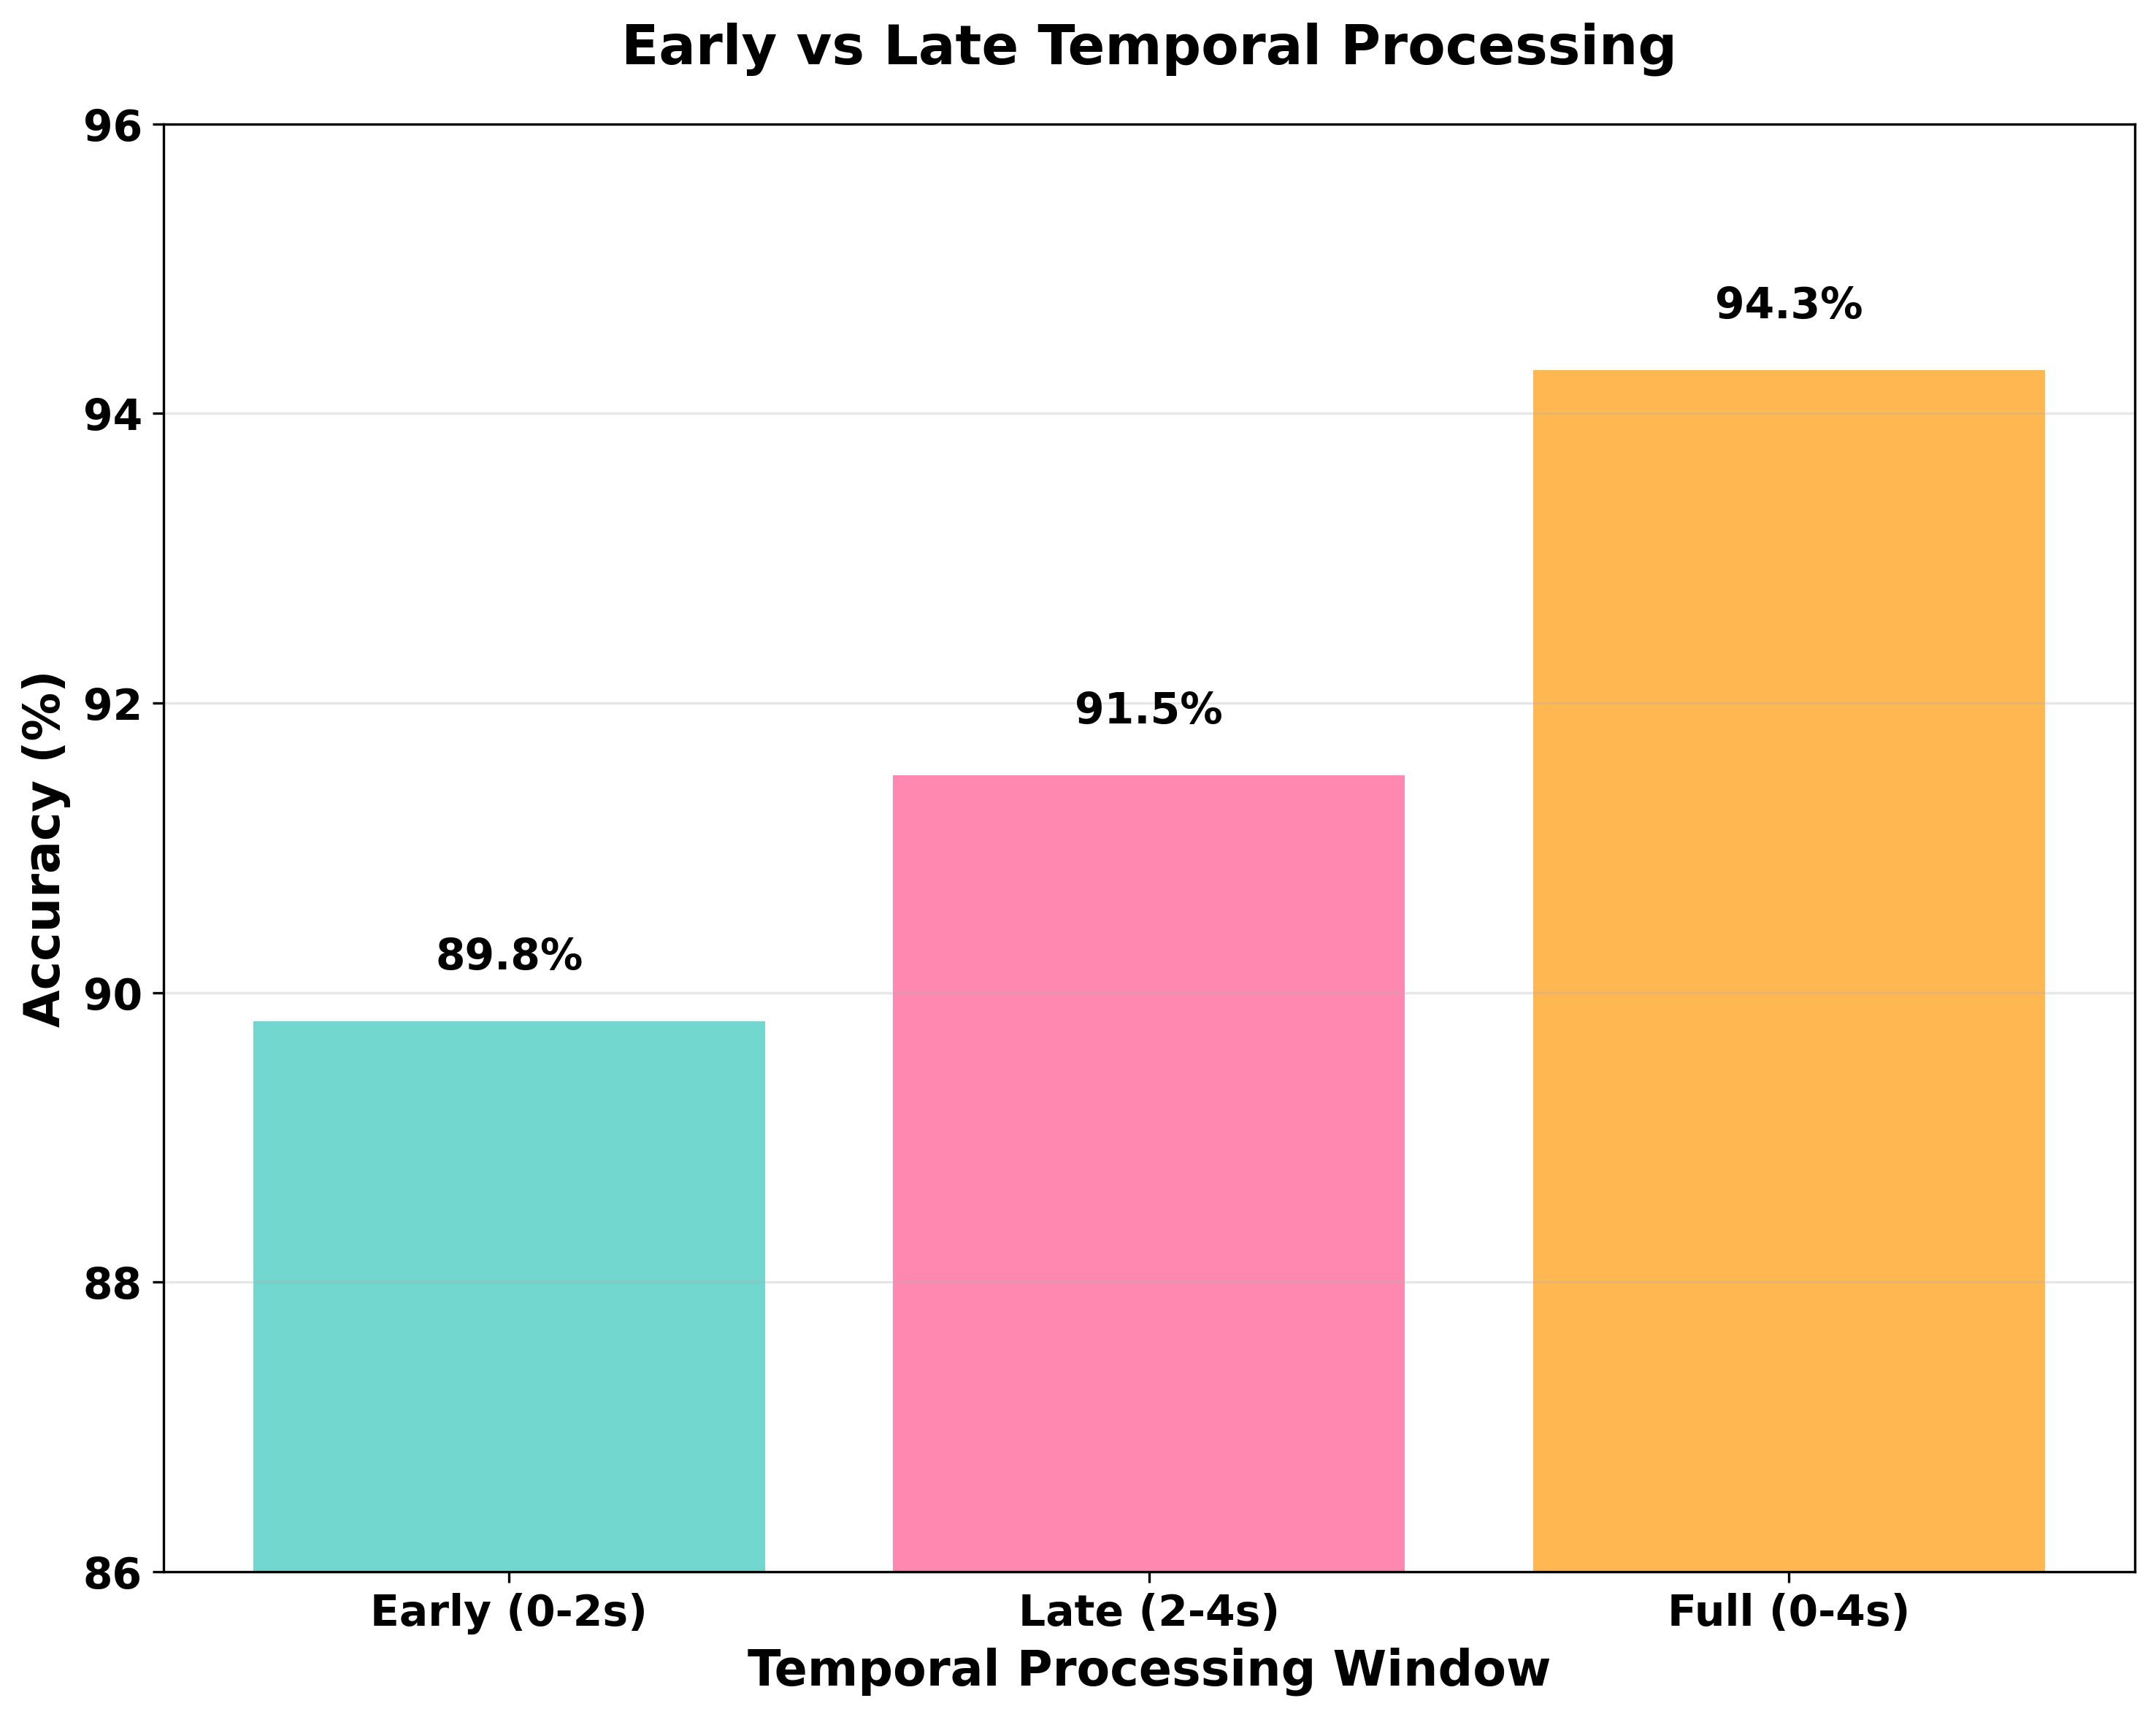 Early vs Late Temporal Processing
96
94
92
90
88
86
Accuracy (%)
89.8%
91.5%
94.3%
Early (0-2s)
Late (2-4s)
Full (0-4s)
Temporal Processing Window